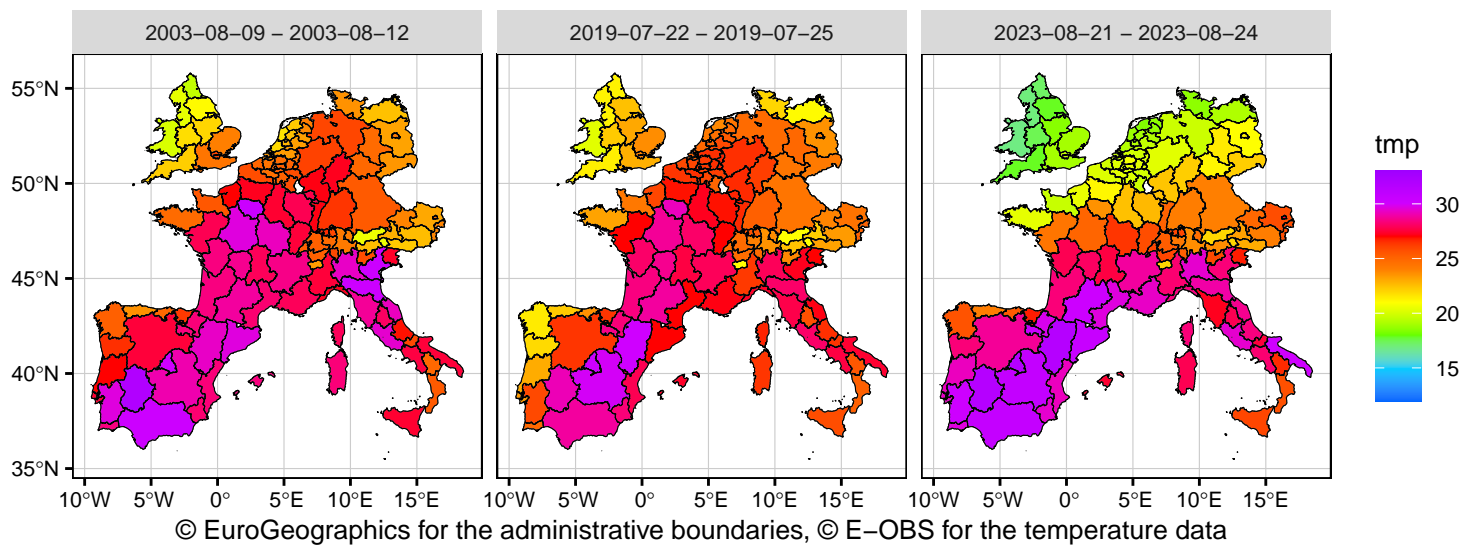 2003−08−09 − 2003−08−12
2019−07−22 − 2019−07−25
2023−08−21 − 2023−08−24
55°N
50°N
45°N
40°N
35°N
10°W 5°W 0° 5°E 10°E 15°E
10°W 5°W 0° 5°E 10°E 15°E
10°W 5°W 0° 5°E 10°E 15°E
tmp
30
25
20
15
© EuroGeographics for the administrative boundaries, © E−OBS for the temperature data